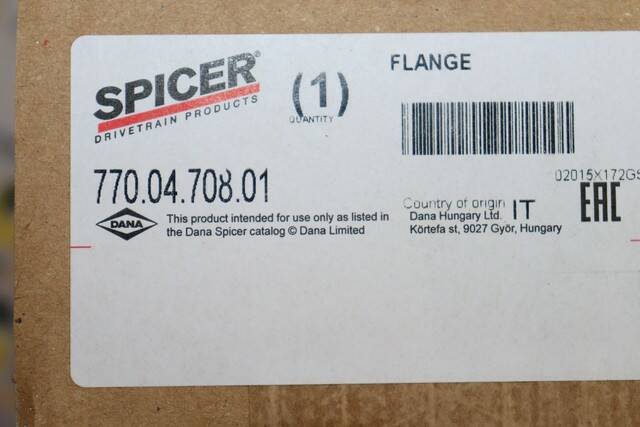 SPICER®
DRIVETRAIN PRODUCTS
(1)
QUANTITY
FLANGE
770.04.708.01
02015X172G
DANA
This product intended for use only as listed in
the Dana Spicer catalog © Dana Limited
Country of origin IT
Dana Hungary Ltd.
Körtefa st, 9027 Győr, Hungary
EAC